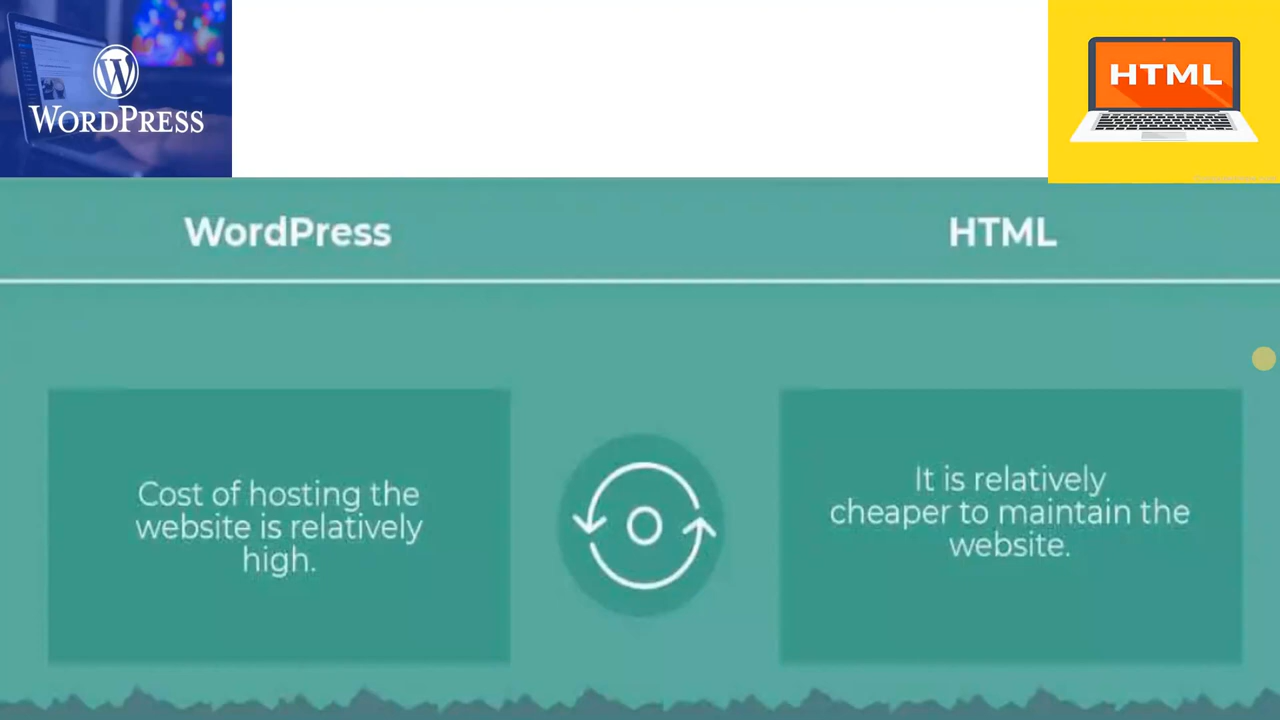 WORDPRESS
HTML
WordPress
HTML
Cost of hosting the
website is relatively
high.
It is relatively
cheaper to maintain the
website.